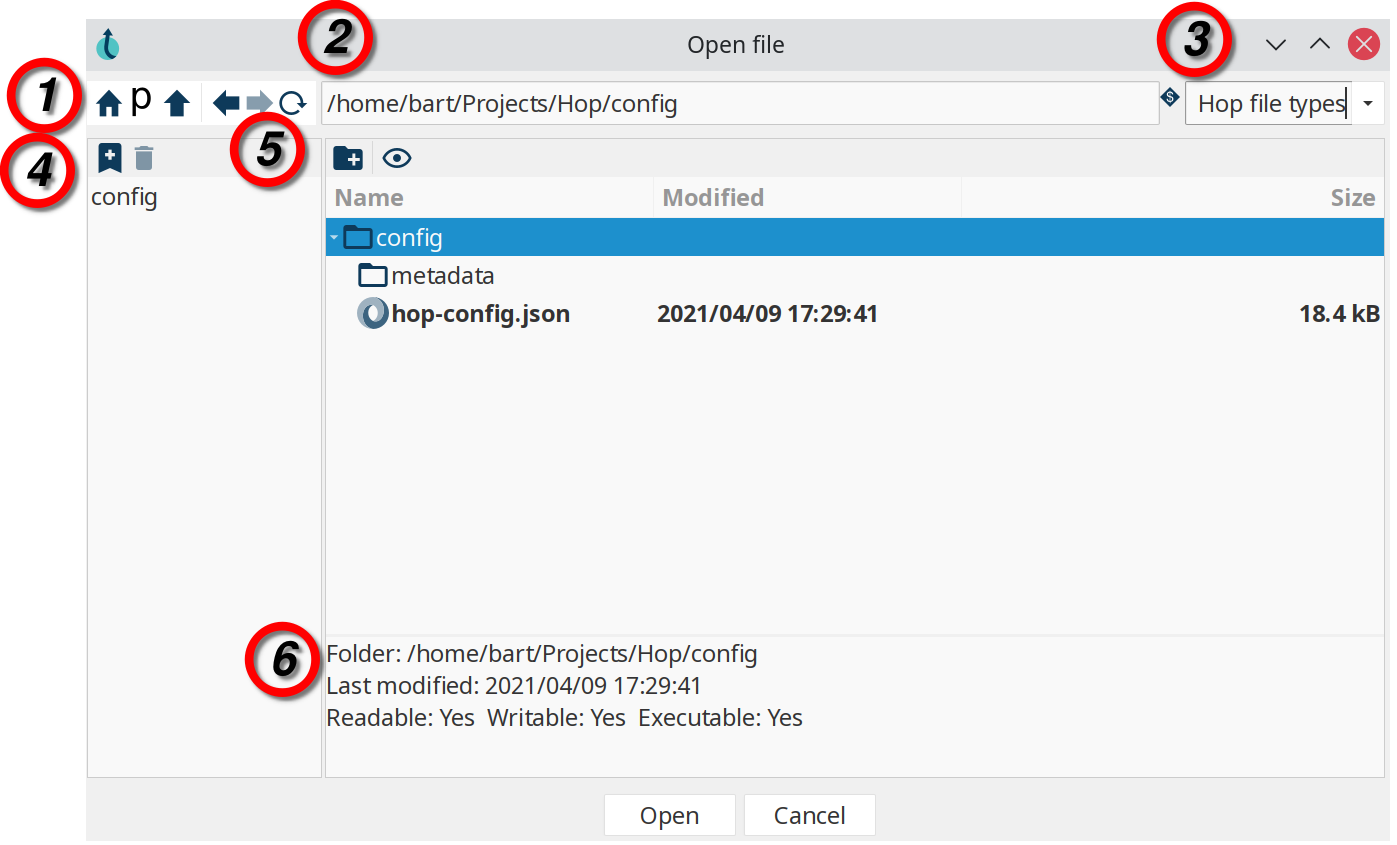 2
Open file
3
1
p
/home/bart/Projects/Hop/config
$
Hop file types
4
5
config
Name Modified Size
config
metadata
hop-config.json 2021/04/09 17:29:41 18.4 kB
6
Folder: /home/bart/Projects/Hop/config
Last modified: 2021/04/09 17:29:41
Readable: Yes Writable: Yes Executable: Yes
Open Cancel